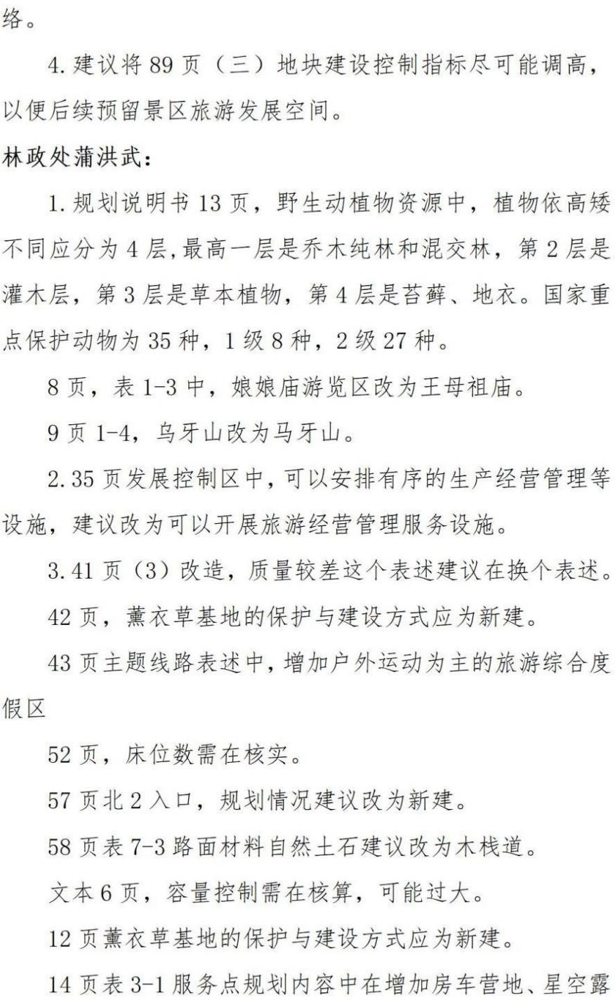 络。
4. 建议将 89 页（三）地块建设控制指标尽可能调高，
以便后续预留景区旅游发展空间。
林政处蒲洪武：
1. 规划说明书 13 页，野生动植物资源中，植物依高矮
不同应分为 4 层,最高一层是乔木纯林和混交林，第 2 层是
灌木层，第 3 层是草本植物，第 4 层是苔藓、地衣。国家重
点保护动物为 35 种，1 级 8 种，2 级 27 种。
8 页，表 1-3 中，娘娘庙游览区改为王母祖庙。
9 页 1-4，乌牙山改为马牙山。
2.35 页发展控制区中，可以安排有序的生产经营管理等
设施，建议改为可以开展旅游经营管理服务设施。
3.41 页（3）改造，质量较差这个表述建议在换个表述。
42 页，薰衣草基地的保护与建设方式应为新建。
43 页主题线路表述中，增加户外运动为主的旅游综合度
假区
52 页，床位数需在核实。
57 页北 2 入口，规划情况建议改为新建。
58 页表 7-3 路面材料自然土石建议改为木栈道。
文本 6 页，容量控制需在核算，可能过大。
12 页薰衣草基地的保护与建设方式应为新建。
14 页表 3-1 服务点规划内容中在增加房车营地、星空露